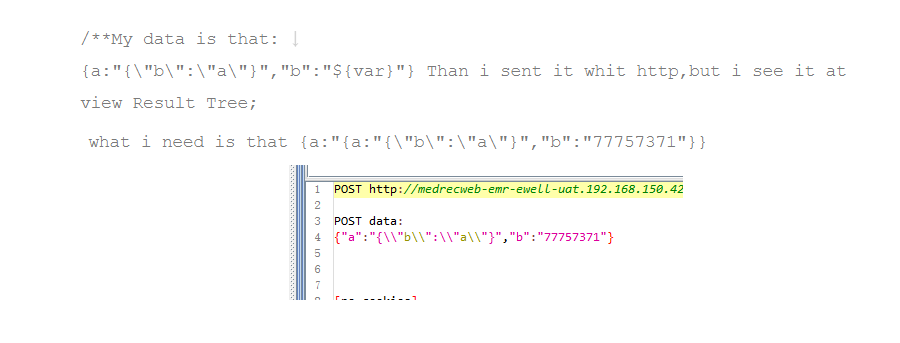 /**My data is that: ↓
{a:"{\"b\":\"a\"}","b":"${var}"} Than i sent it whit http,but i see it at
view Result Tree;
what i need is that {a:"{a:"{\"b\":\"a\"}","b":"77757371"}}
1 POST http://medrecweb-emr-ewell-uat.192.168.150.42
2
3 POST data:
4 {"a":"{\\"b\\":\\"a\\"}","b":"77757371"}
5
6
7
8 [no cookies]